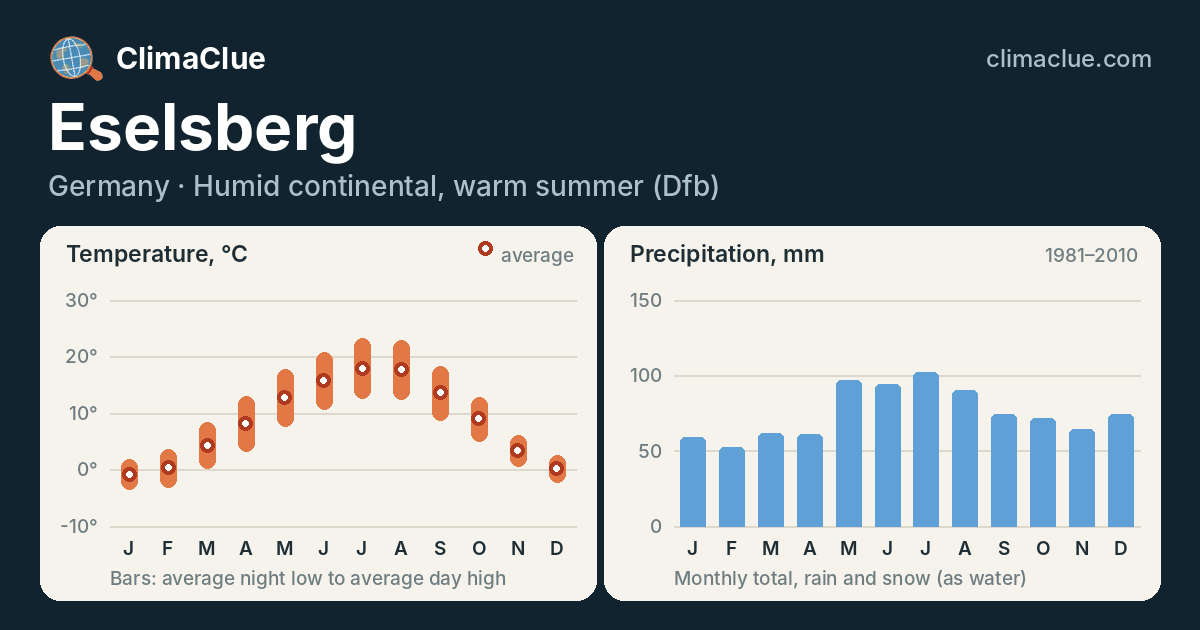 ClimaClue
climaclue.com
Eselsberg
Germany · Humid continental, warm summer (Dfb)
Temperature, °C
average
30°
20°
10°
0°
-10°
J F M A M J J A S O N D
Bars: average night low to average day high
Precipitation, mm
1981–2010
150
100
50
0
J F M A M J J A S O N D
Monthly total, rain and snow (as water)